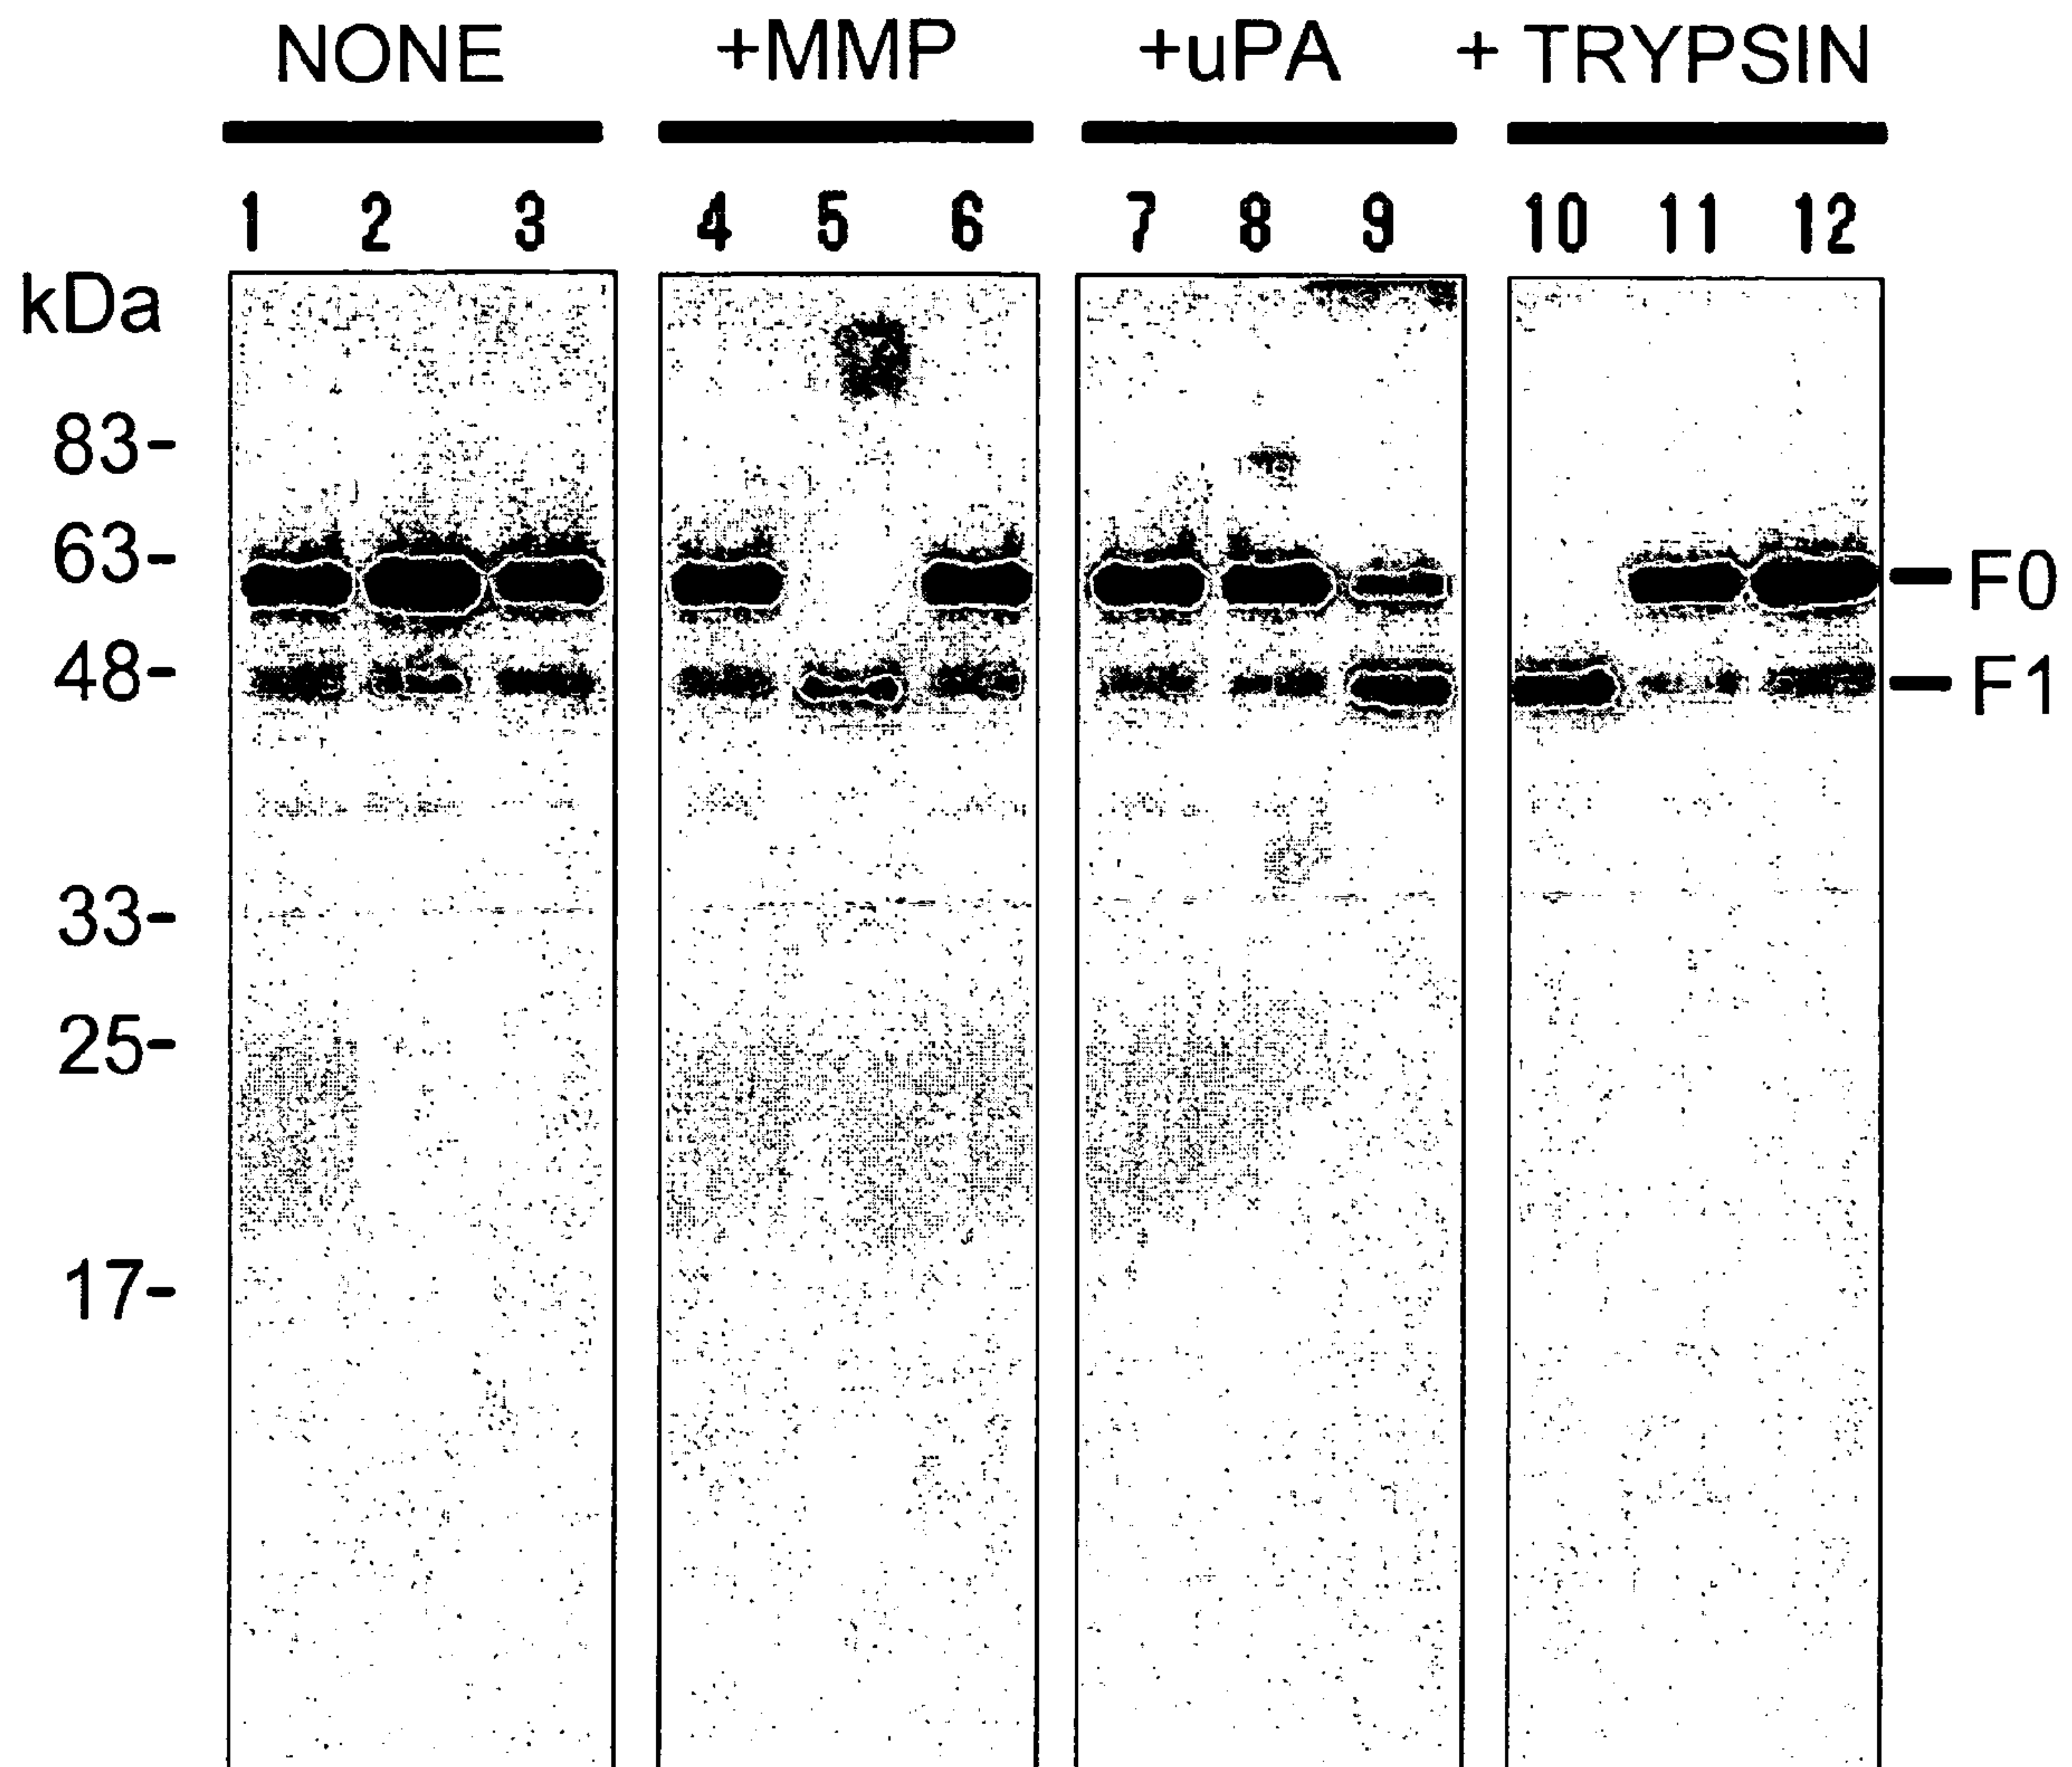 NONE +MMP +uPA + TRYPSIN
1 2 3 4 5 6 7 8 9 10 11 12
kDa
83-
63-
F0
48-
F1
33-
25-
17-